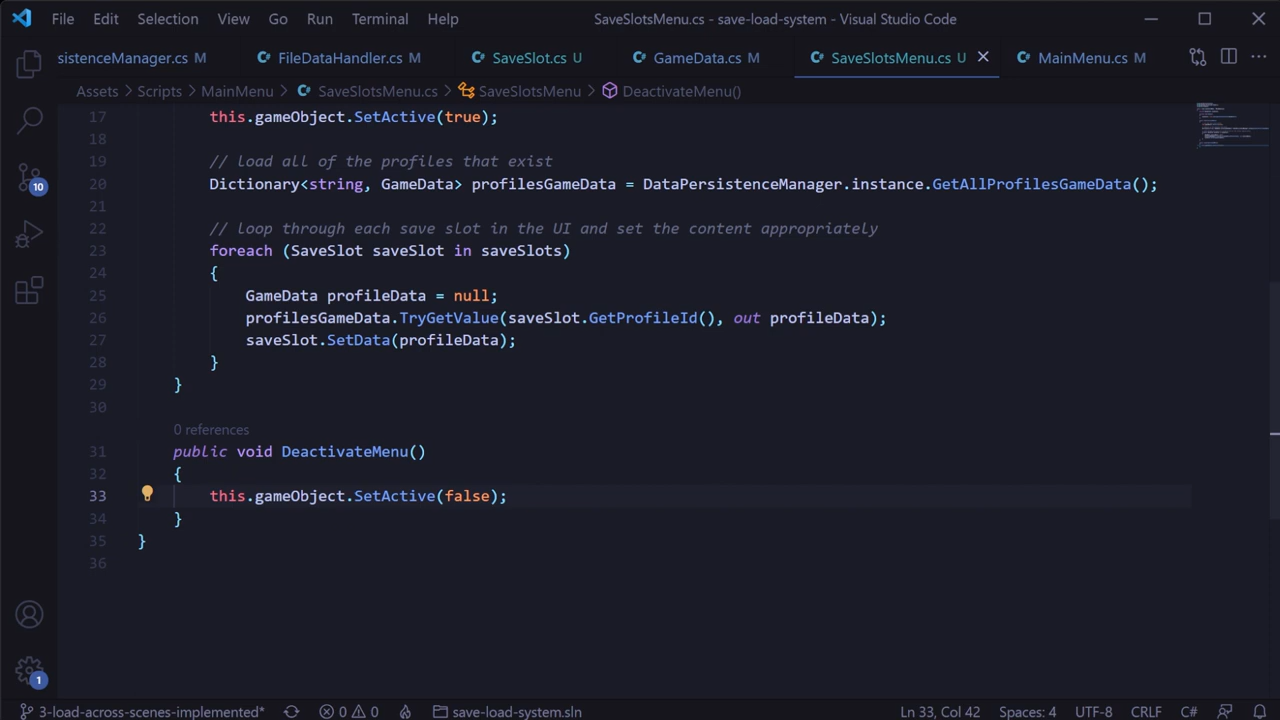 File Edit Selection View Go Run Terminal Help SaveSlotsMenu.cs - save-load-system - Visual Studio Code
sistenceManager.cs M FileDataHandler.cs M SaveSlot.cs U GameData.cs M SaveSlotsMenu.cs U MainMenu.cs M
Assets > Scripts > MainMenu > SaveSlotsMenu.cs > SaveSlotsMenu > DeactivateMenu()
17 this.gameObject.SetActive(true);
18
19 // load all of the profiles that exist
20 Dictionary<string, GameData> profilesGameData = DataPersistenceManager.instance.GetAllProfilesGameData();
21
22 // loop through each save slot in the UI and set the content appropriately
23 foreach (SaveSlot saveSlot in saveSlots)
24 {
25 GameData profileData = null;
26 profilesGameData.TryGetValue(saveSlot.GetProfileId(), out profileData);
27 saveSlot.SetData(profileData);
28 }
29 }
30
0 references
31 public void DeactivateMenu()
32 {
33 this.gameObject.SetActive(false);
34 }
35 }
36
10
1
3-load-across-scenes-implemented* 0 0 save-load-system.sln Ln 33, Col 42 Spaces: 4 UTF-8 CRLF C#